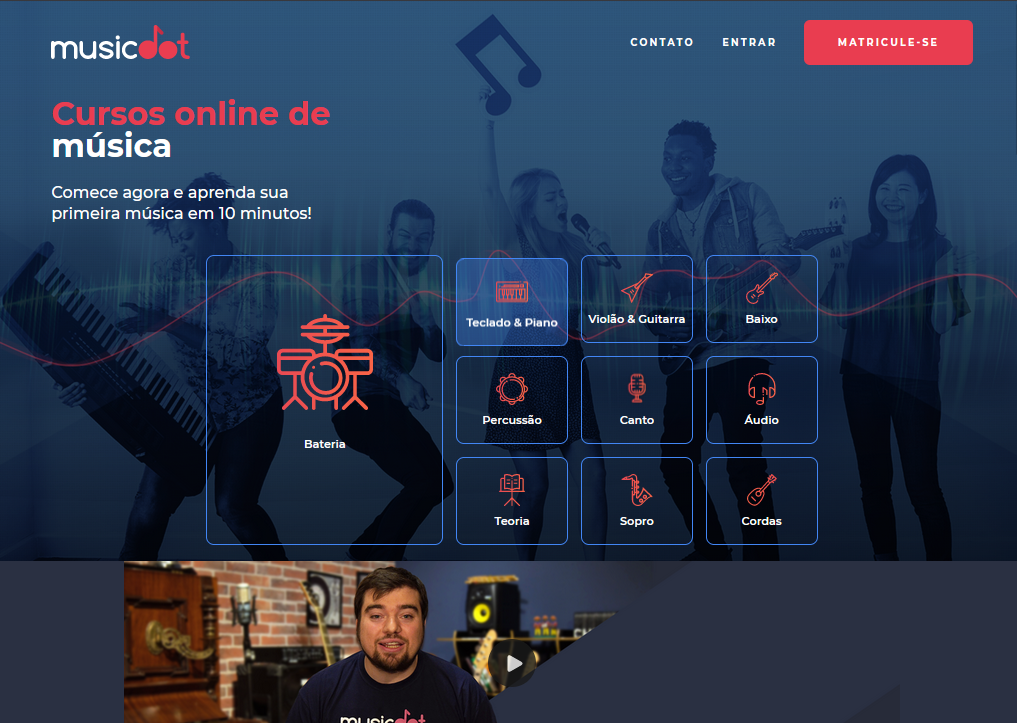 musicdot
CONTATO
ENTRAR
MATRICULE-SE
Cursos online de
música
Comece agora e aprenda sua
primeira música em 10 minutos!
Bateria
Teclado & Piano
Violão & Guitarra
Baixo
Percussão
Canto
Áudio
Teoria
Sopro
Cordas
musicdot